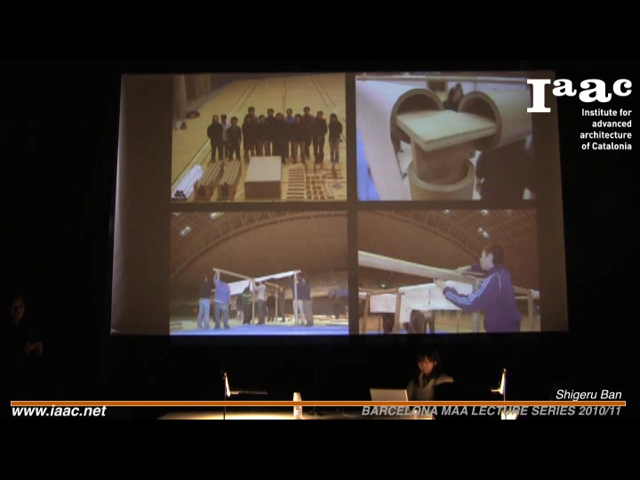 Iaac
Institute for
advanced
architecture
of Catalonia
Shigeru Ban
www.iaac.net
BARCELONA MAA LECTURE SERIES 2010/11